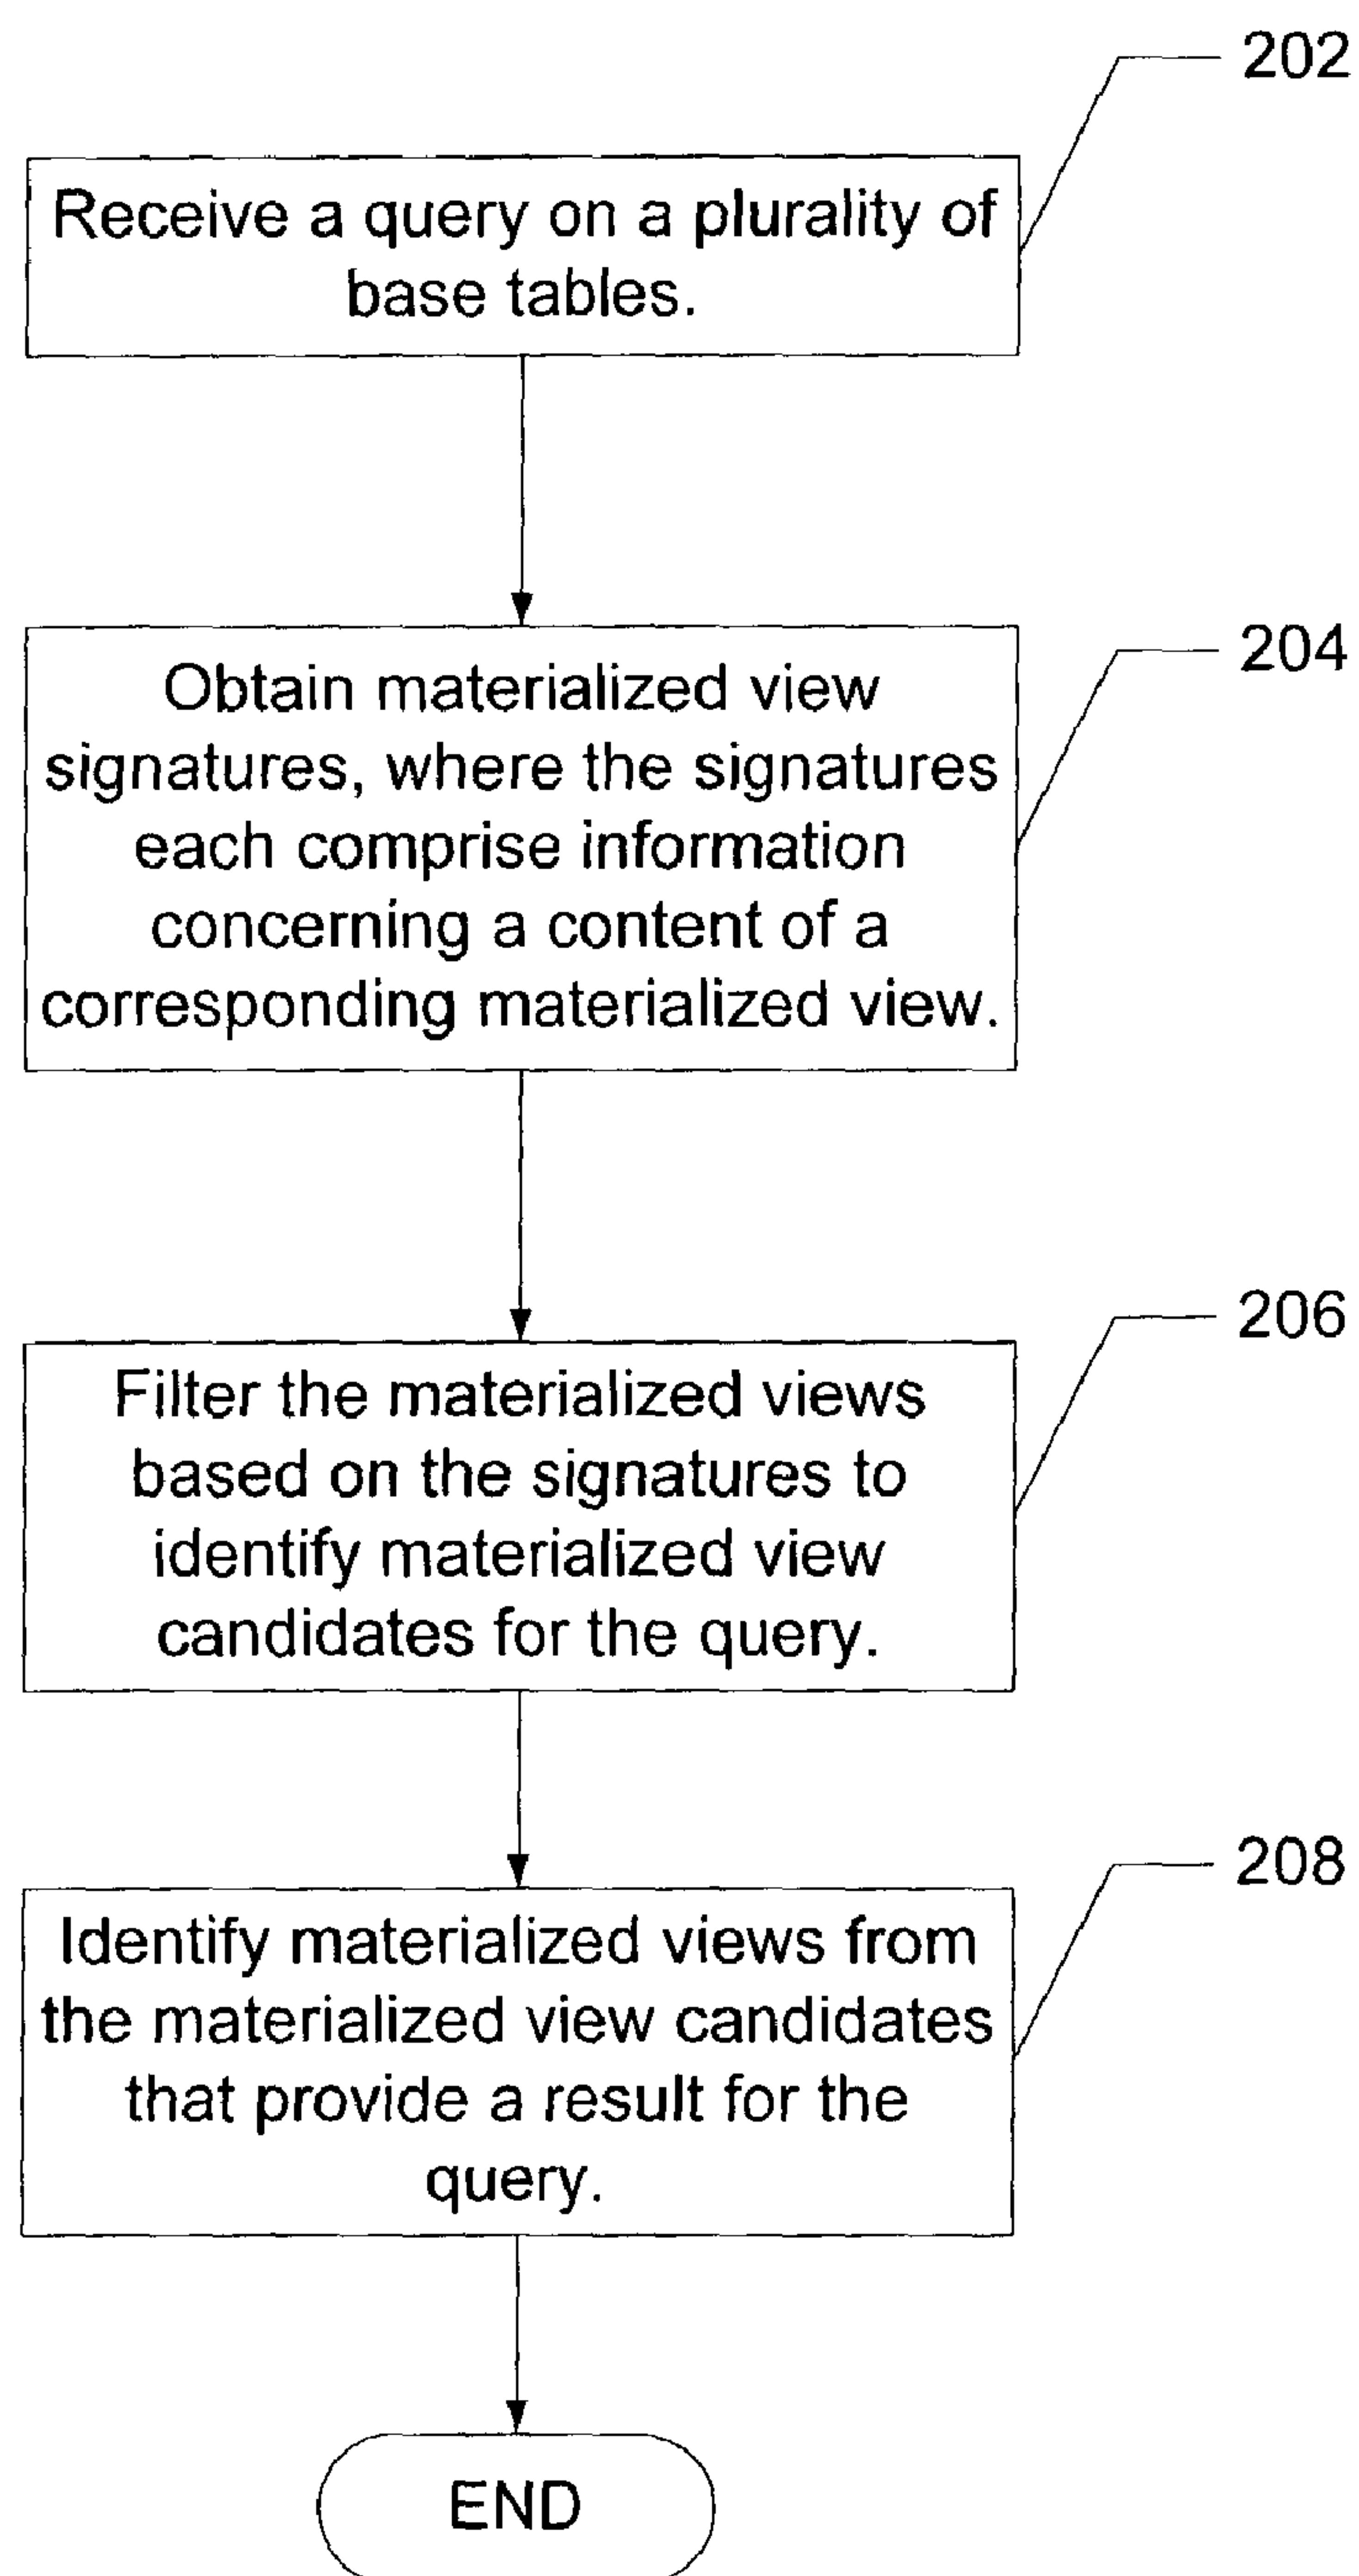 202
Receive a query on a plurality of
base tables.
204
Obtain materialized view
signatures, where the signatures
each comprise information
concerning a content of a
corresponding materialized view.
206
Filter the materialized views
based on the signatures to
identify materialized view
candidates for the query.
208
Identify materialized views from
the materialized view candidates
that provide a result for the
query.
END